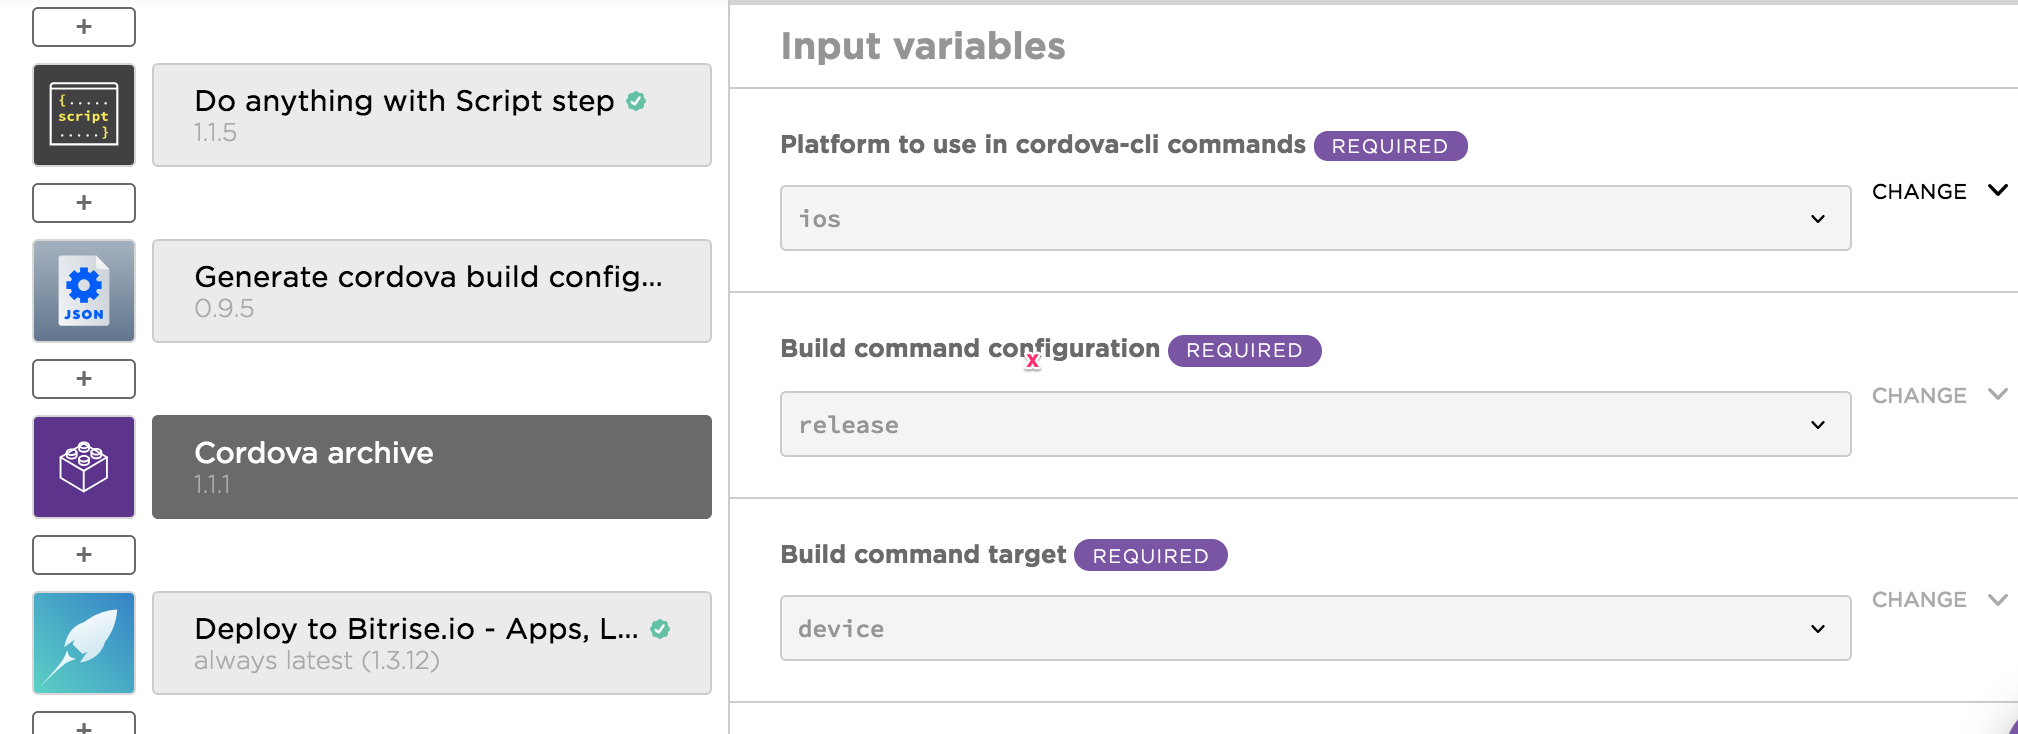 +
{.....
script
.....}
Do anything with Script step
1.1.5
+
JSON
Generate cordova build config...
0.9.5
+
Cordova archive
1.1.1
+
Deploy to Bitrise.io - Apps, L...
always latest (1.3.12)
+
Input variables
Platform to use in cordova-cli commands REQUIRED
ios
CHANGE
Build command configuration REQUIRED
x
release
CHANGE
Build command target REQUIRED
device
CHANGE